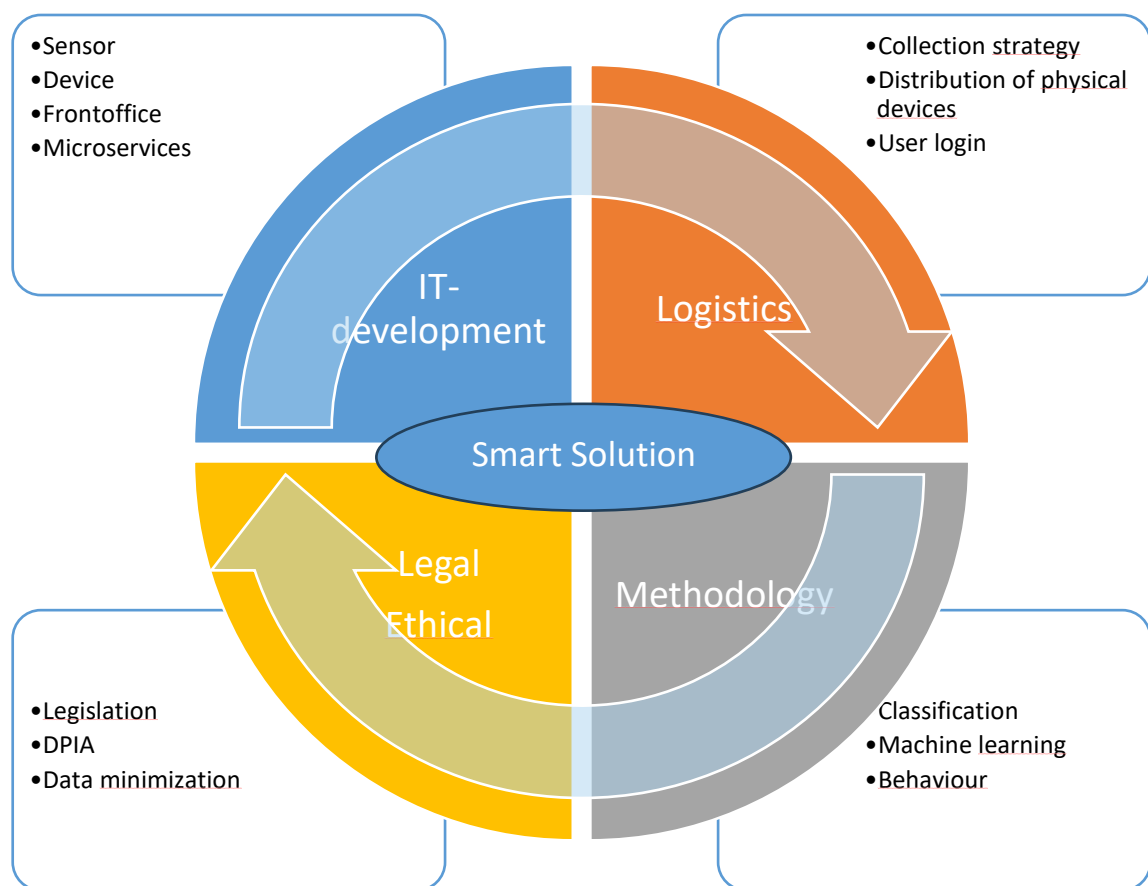 •Sensor
•Device
•Frontoffice
•Microservices
•Collection strategy
•Distribution of physical
devices
•User login
IT-
development
Logistics
Smart Solution
Legal
Ethical
Methodology
•Legislation
•DPIA
•Data minimization
Classification
•Machine learning
•Behaviour